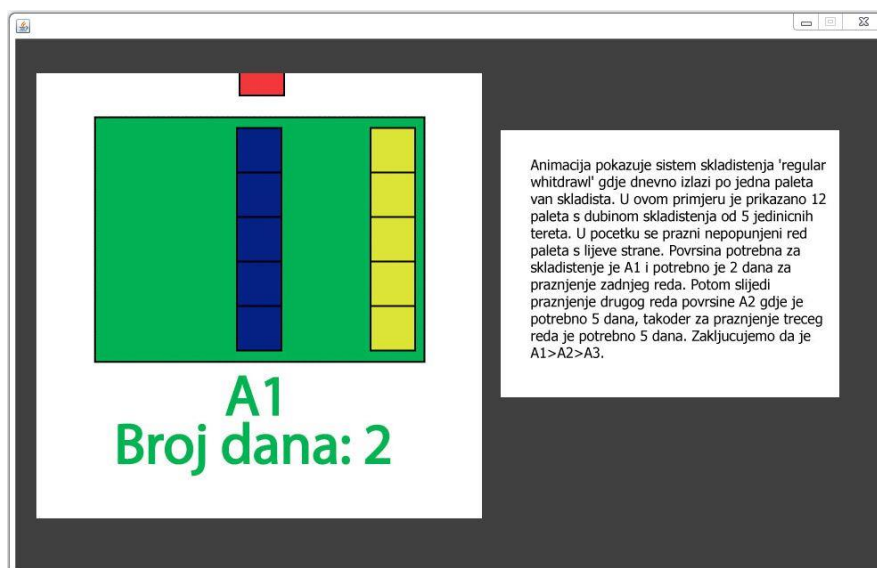 A1
Broj dana: 2
Animacija pokazuje sistem skladistenja 'regular
whitdrawl' gdje dnevno izlazi po jedna paleta
van skladista. U ovom primjeru je prikazano 12
paleta s dubinom skladistenja od 5 jedinicnih
tereta. U pocetku se prazni nepopunjeni red
paleta s lijeve strane. Povrsina potrebna za
skladistenje je A1 i potrebno je 2 dana za
praznjenje zadnjeg reda. Potom slijedi
praznjenje drugog reda povrsine A2 gdje je
potrebno 5 dana, takoder za praznjenje treceg
reda je potrebno 5 dana. Zakljucujemo da je
A1>A2>A3.